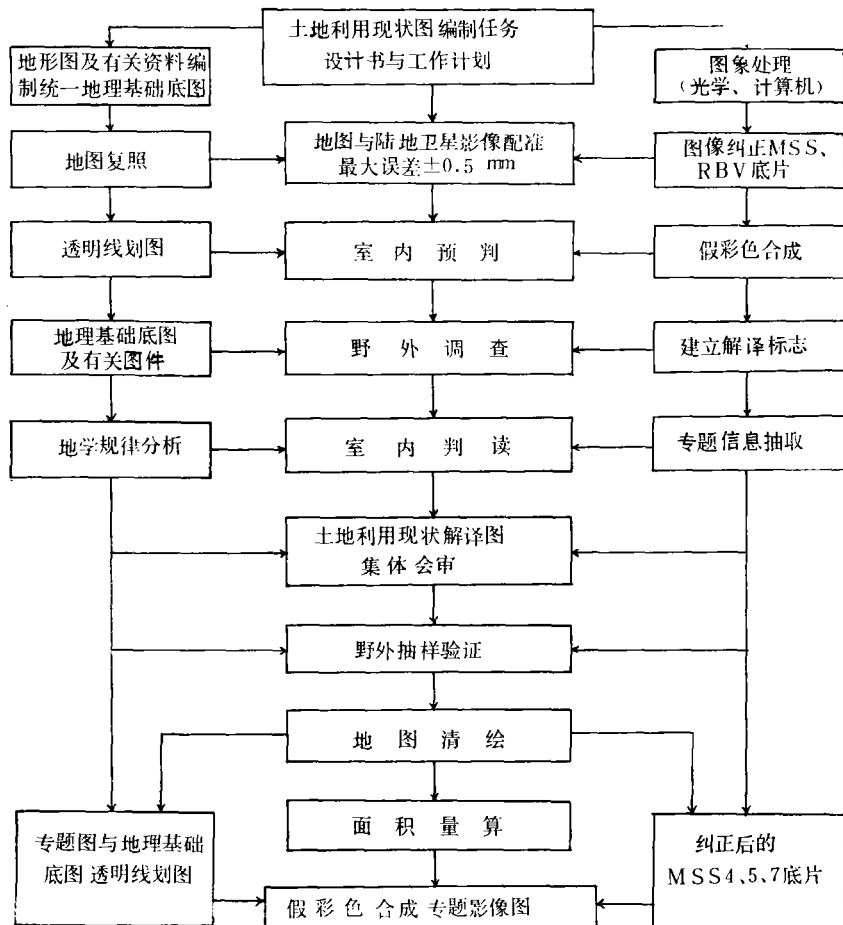 土地利用现状图编制任务
设计书与工作计划
地形图及有关资料编
制统一地理基础底图
图象处理
(光学、计算机)
地图复照
地图与陆地卫星影像配准
最大误差±0.5 mm
图像纠正MSS、
RBV底片
透明线划图
室内预判
假彩色合成
地理基础底图
及有关图件
野外调查
建立解译标志
地学规律分析
室内判读
专题信息抽取
土地利用现状解译图
集体会审
野外抽样验证
地图清绘
面积量算
专题图与地理基础
底图透明线划图
纠正后的
MSS4、5、7底片
假彩色合成专题影像图